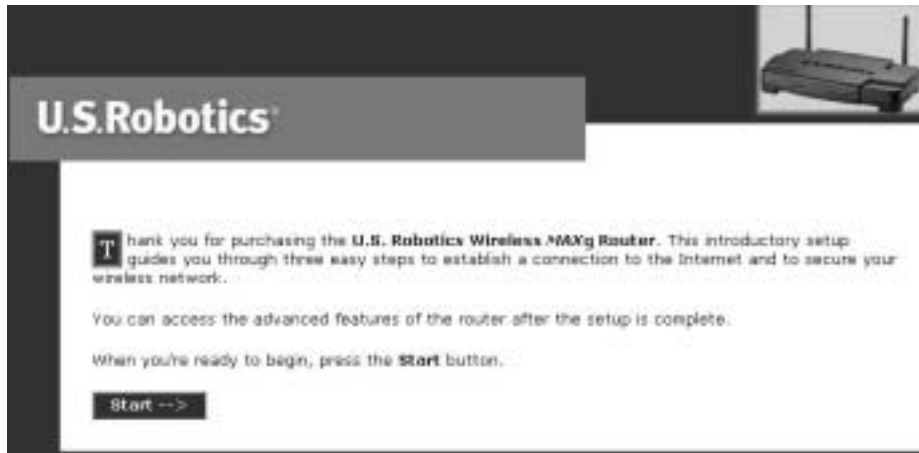 U.S.Robotics
Thank you for purchasing the U.S. Robotics Wireless MAXg Router. This introductory setup
guides you through three easy steps to establish a connection to the Internet and to secure your
wireless network.
You can access the advanced features of the router after the setup is complete.
When you're ready to begin, press the Start button.
Start -->